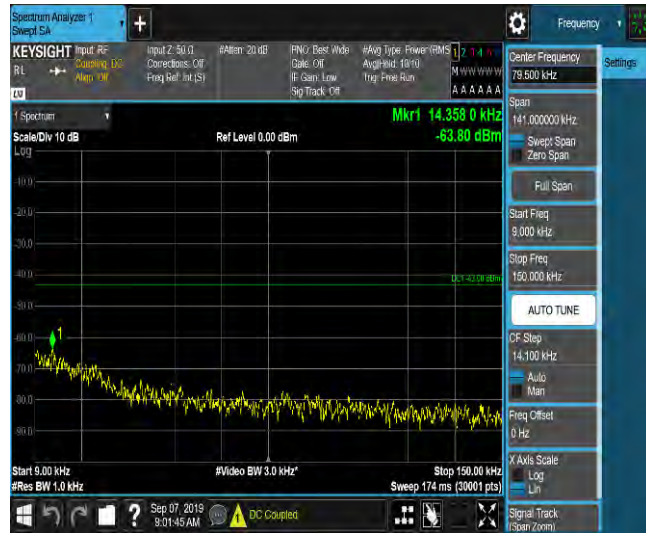 Spectrum Analyzer 1
Swept SA
Frequency
KEYSIGHT
RL
Input: RF
Coupling: DC
Align: Off
Input Z: 50 Ω
Corrections: Off
Freq Ref: Int (S)
#Atten: 20 dB
PNO: Best Wide
Gate: Off
IF Gain: Low
Sig Track: Off
#Avg Type: Power (RMS
Avg|Hold: 10/10
Trig: Free Run
M W W W W W
A A A A A A
Settings
Center Frequency
79.500 kHz
Span
141.000000 kHz
Swept Span
Zero Span
Full Span
Start Freq
9.000 kHz
Stop Freq
150.000 kHz
AUTO TUNE
CF Step
14.100 kHz
Auto
Man
Freq Offset
0 Hz
X Axis Scale
Log
Lin
Signal Track
(Span Zoom)
1 Spectrum
Scale/Div 10 dB
Ref Level 0.00 dBm
Mkr1 14.358 0 kHz
-63.80 dBm
Log
-10.0
-20.0
-30.0
-40.0
-50.0
-60.0
-70.0
-80.0
-90.0
1
Start 9.00 kHz
#Video BW 3.0 kHz*
Stop 150.00 kHz
#Res BW 1.0 kHz
Sweep 174 ms (30001 pts)
?
Sep 07, 2019
9:01:45 AM
DC Coupled